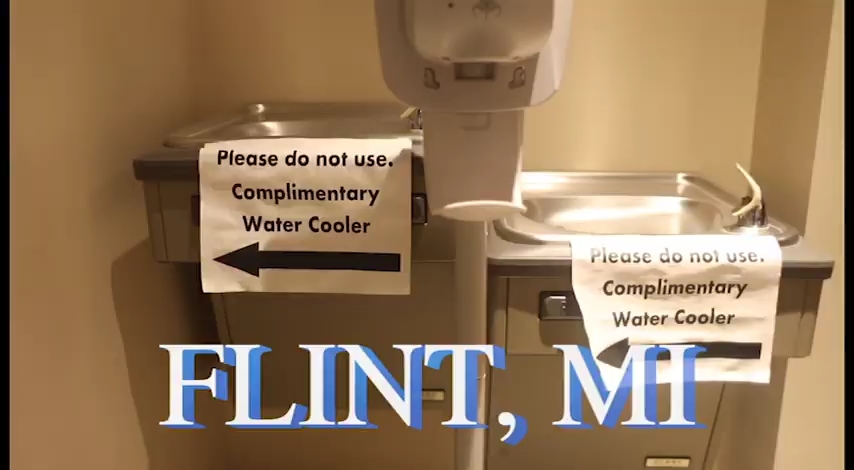 Please do not use.
Complimentary
Water Cooler
Please do not use.
Complimentary
Water Cooler
FLINT, MI